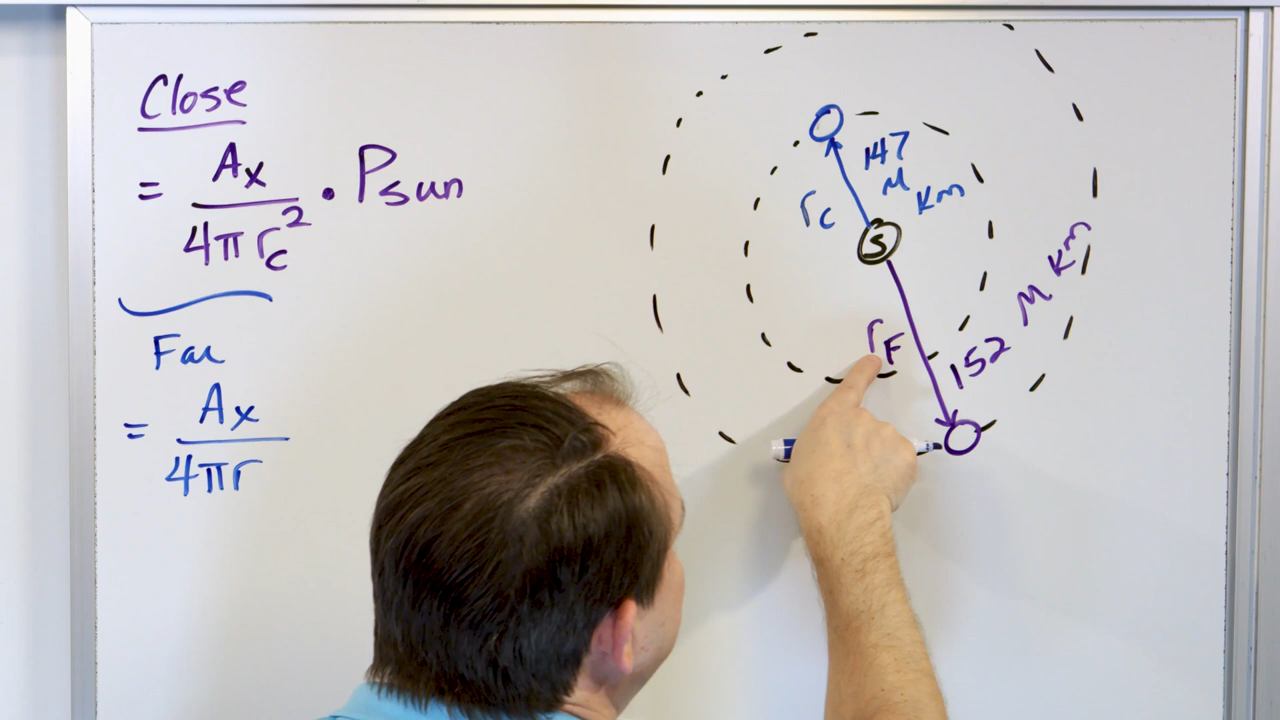 Close
= Ax / 4πrc² • Psun
Far
= Ax / 4πr
147
M
Km
rc
S
rF
152 M Km